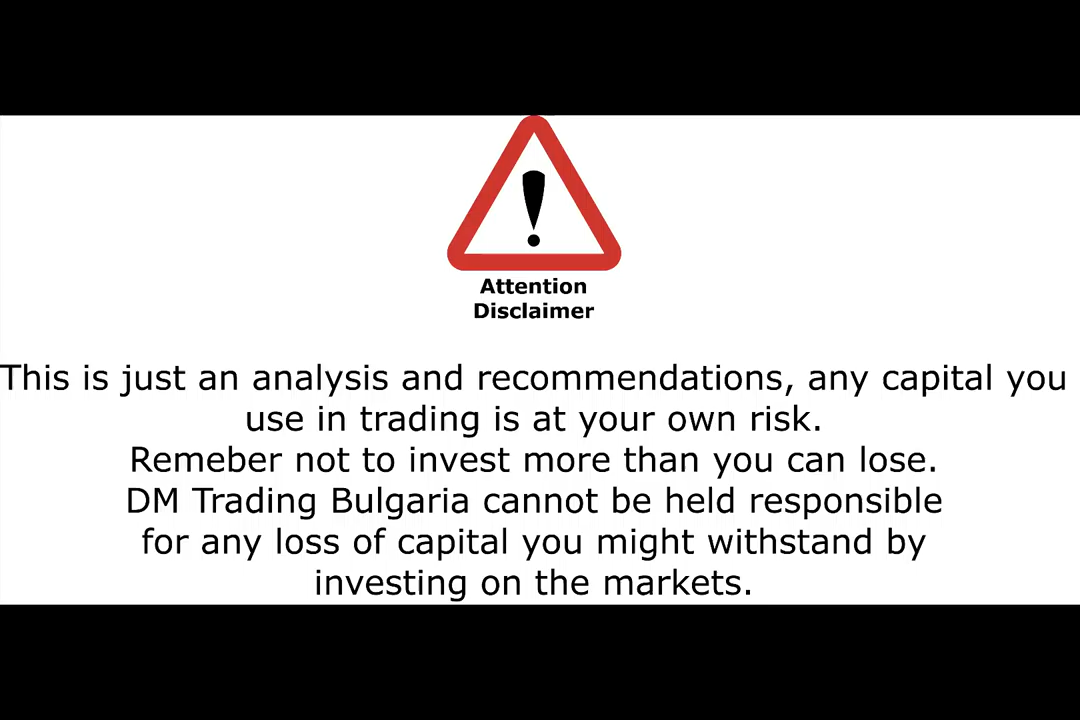 Attention
Disclaimer
This is just an analysis and recommendations, any capital you
use in trading is at your own risk.
Remeber not to invest more than you can lose.
DM Trading Bulgaria cannot be held responsible
for any loss of capital you might withstand by
investing on the markets.